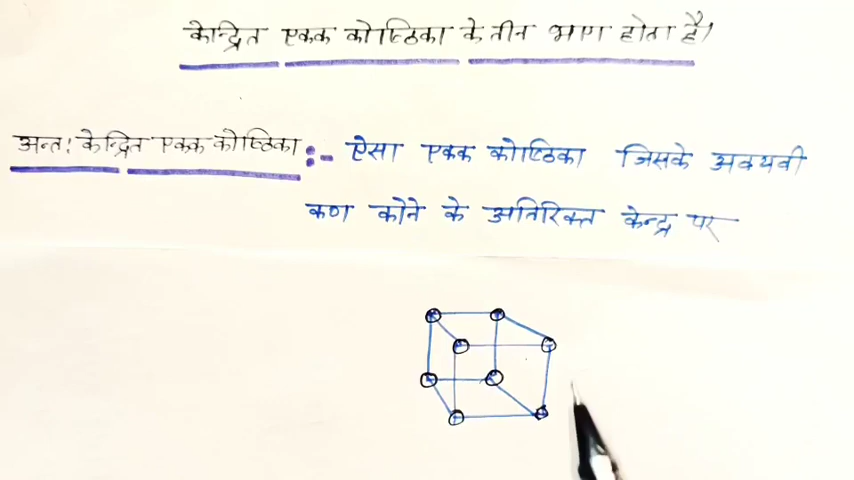 केन्द्रित एकक कोष्ठिका के तीन भाग होता है।
अन्त: केन्द्रित एकक कोष्ठिका :- ऐसा एकक कोष्ठिका जिसके अवयवी
कण कोने के अतिरिक्त केन्द्र पर